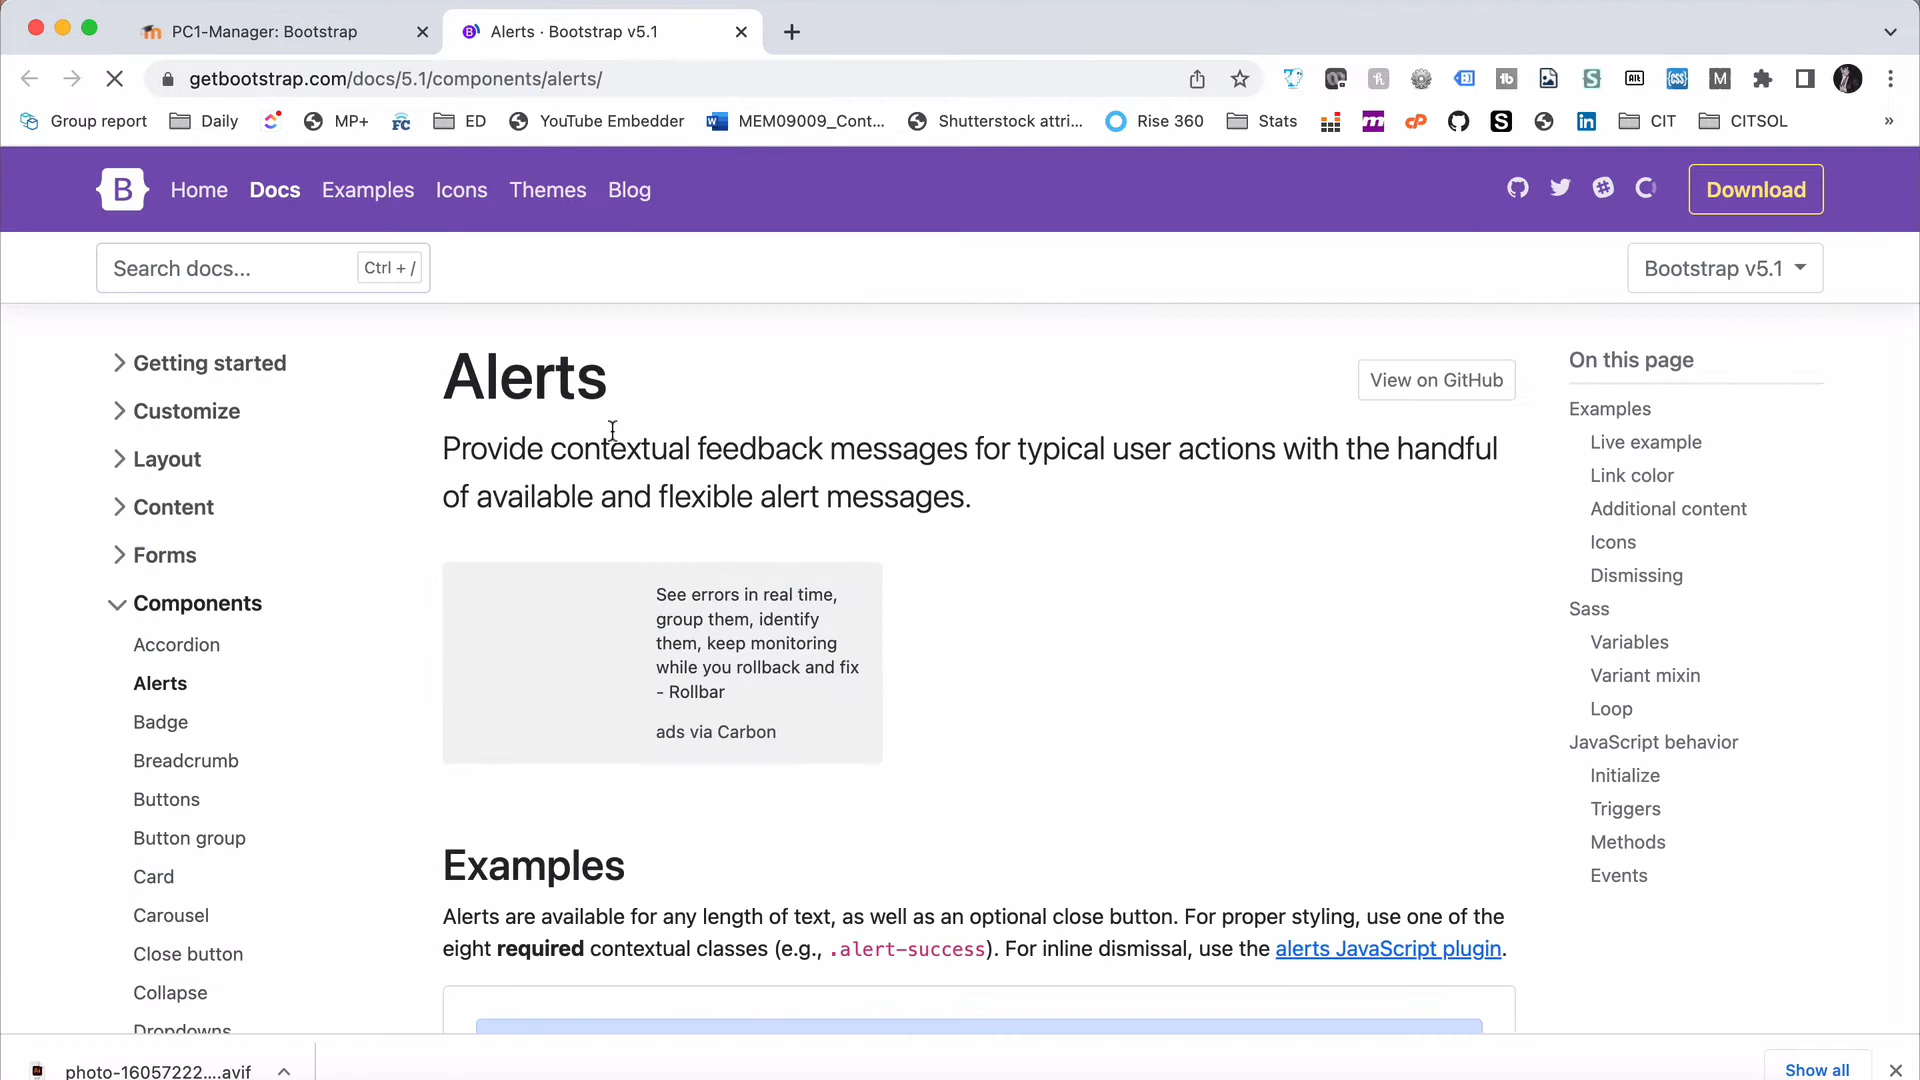 PC1-Manager: Bootstrap
Alerts · Bootstrap v5.1
getbootstrap.com/docs/5.1/components/alerts/
Group report
Daily
MP+
FC
ED
YouTube Embedder
MEM09009_Cont...
Shutterstock attri...
Rise 360
Stats
CIT
CITSOL
»
B
Home
Docs
Examples
Icons
Themes
Blog
Download
Search docs...
Ctrl + /
Bootstrap v5.1
Getting started
Customize
Layout
Content
Forms
Components
Accordion
Alerts
Badge
Breadcrumb
Buttons
Button group
Card
Carousel
Close button
Collapse
Dropdowns
Alerts
View on GitHub
Provide contextual feedback messages for typical user actions with the handful
of available and flexible alert messages.
See errors in real time,
group them, identify
them, keep monitoring
while you rollback and fix
- Rollbar
ads via Carbon
Examples
Alerts are available for any length of text, as well as an optional close button. For proper styling, use one of the
eight required contextual classes (e.g., .alert-success). For inline dismissal, use the alerts JavaScript plugin.
On this page
Examples
Live example
Link color
Additional content
Icons
Dismissing
Sass
Variables
Variant mixin
Loop
JavaScript behavior
Initialize
Triggers
Methods
Events
photo-16057222....avif
Show all